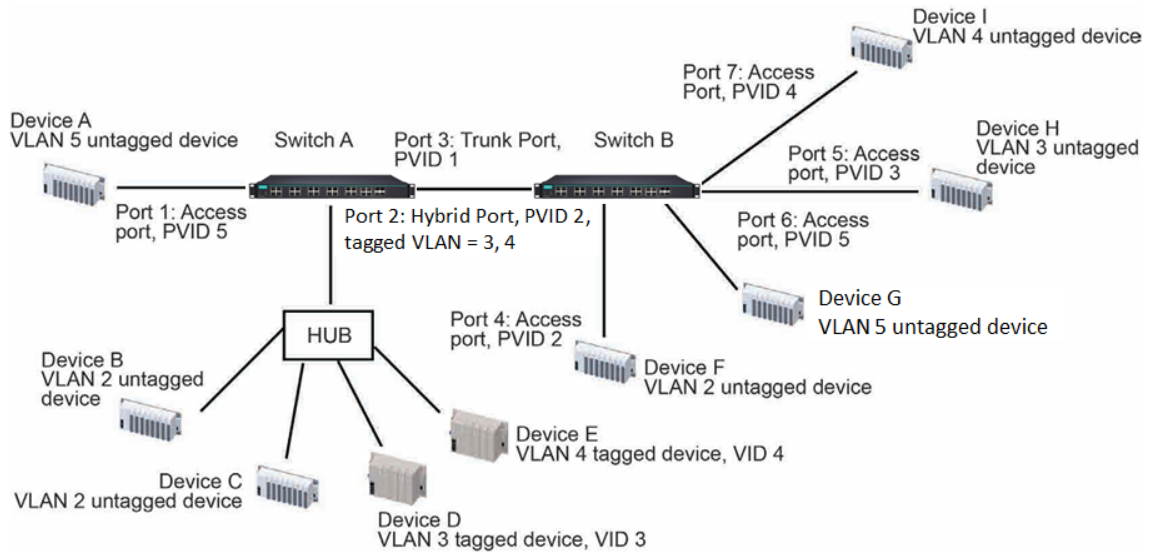 Device I
VLAN 4 untagged device
Port 7: Access
Port, PVID 4
Device A
VLAN 5 untagged device
Switch A
Port 3: Trunk Port,
PVID 1
Switch B
Device H
VLAN 3 untagged
device
Port 5: Access
port, PVID 3
Port 1: Access
port, PVID 5
Port 2: Hybrid Port, PVID 2,
tagged VLAN = 3, 4
Port 6: Access
port, PVID 5
Device G
VLAN 5 untagged device
HUB
Port 4: Access
port, PVID 2
Device B
VLAN 2 untagged
device
Device F
VLAN 2 untagged device
Device E
VLAN 4 tagged device, VID 4
Device C
VLAN 2 untagged device
Device D
VLAN 3 tagged device, VID 3